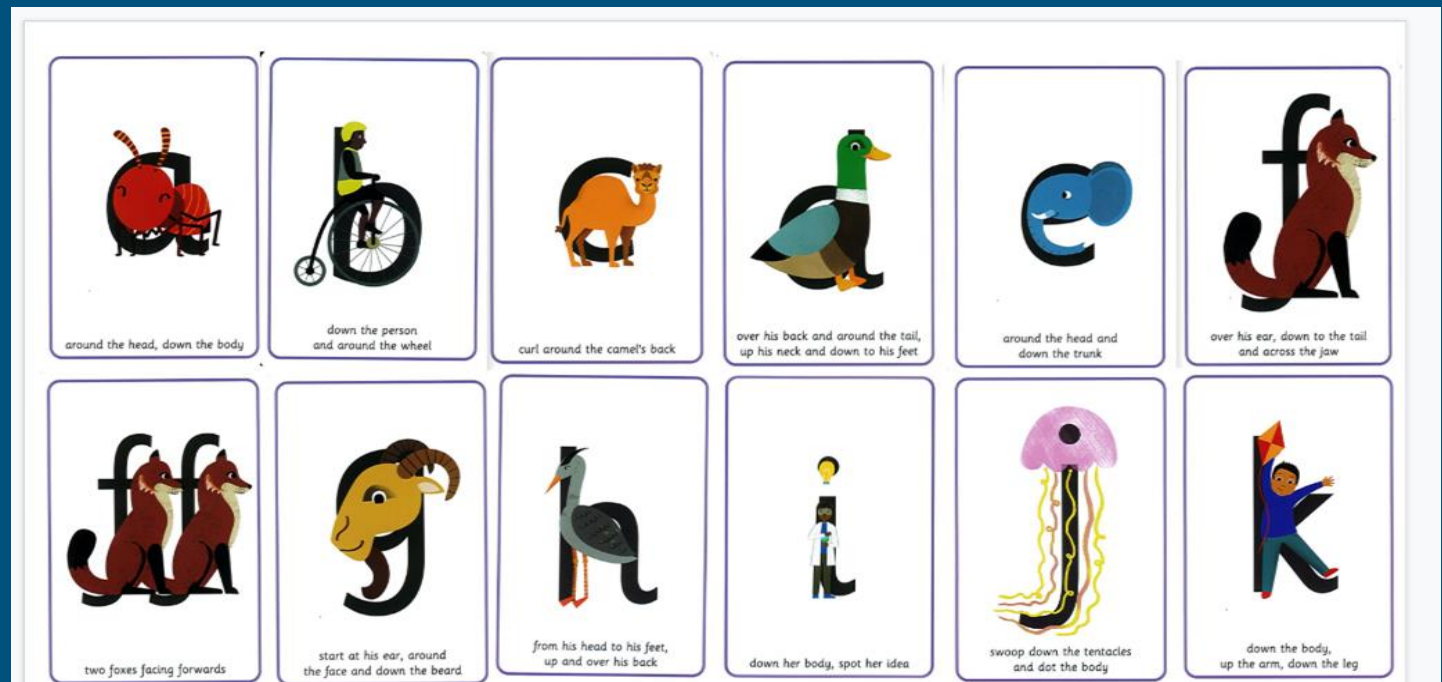 around the head, down the body
down the person
and around the wheel
curl around the camel's back
over his back and around the tail,
up his neck and down to his feet
around the head and
down the trunk
over his ear, down to the tail
and across the jaw
two foxes facing forwards
start at his ear, around
the face and down the beard
from his head to his feet,
up and over his back
down her body, spot her idea
swoop down the tentacles
and dot the body
down the body,
up the arm, down the leg